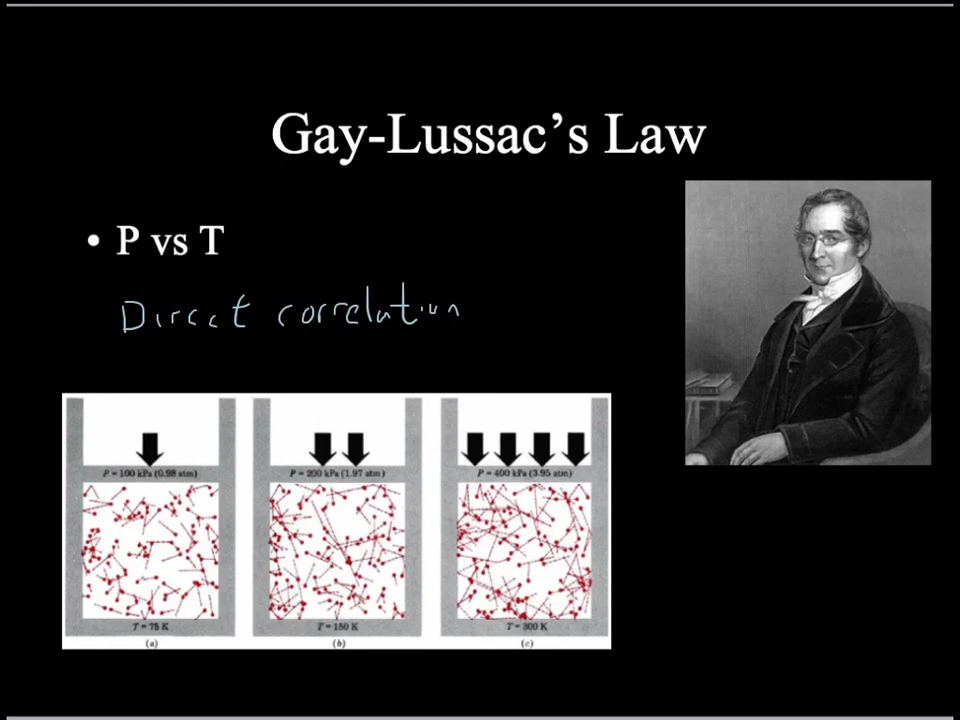 Gay-Lussac’s Law
• P vs T
Direct correlation
P = 100 kPa (0.98 atm)
P = 200 kPa (1.97 atm)
P = 400 kPa (3.95 atm)
T = 75 K
T = 150 K
T = 300 K
(a)
(b)
(c)